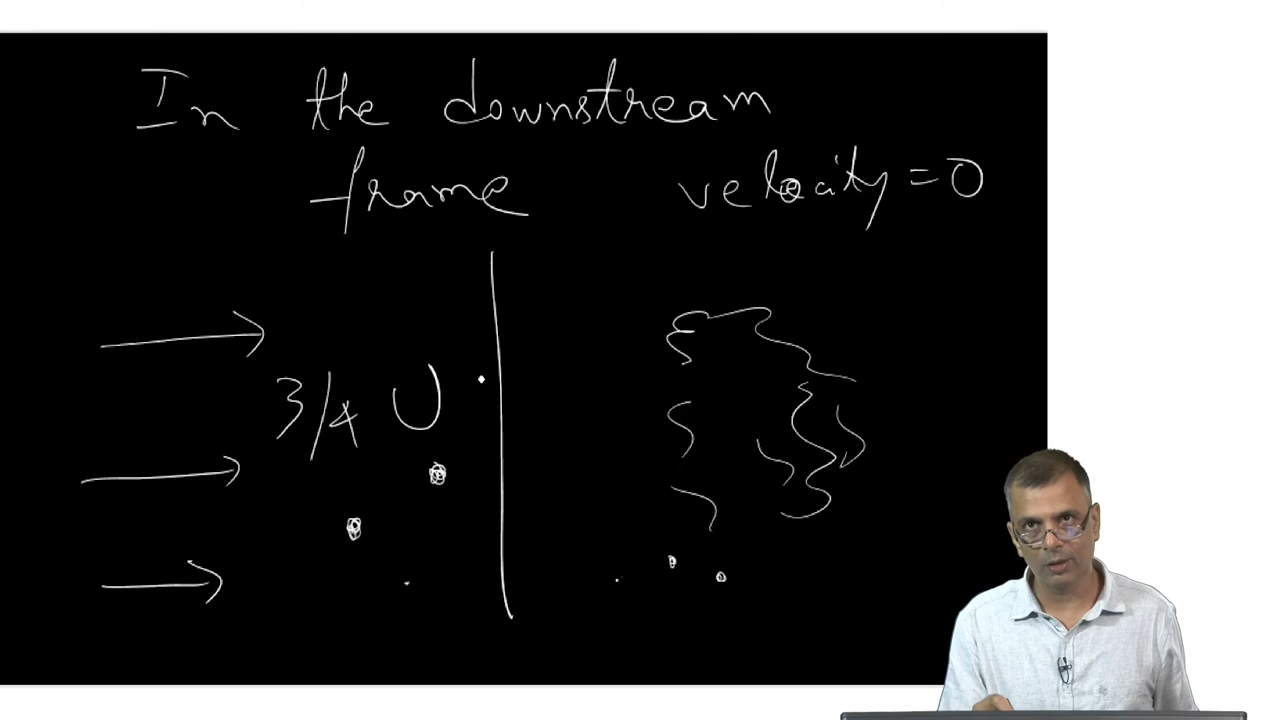 In the downstream
frame velocity = 0
3/4 U